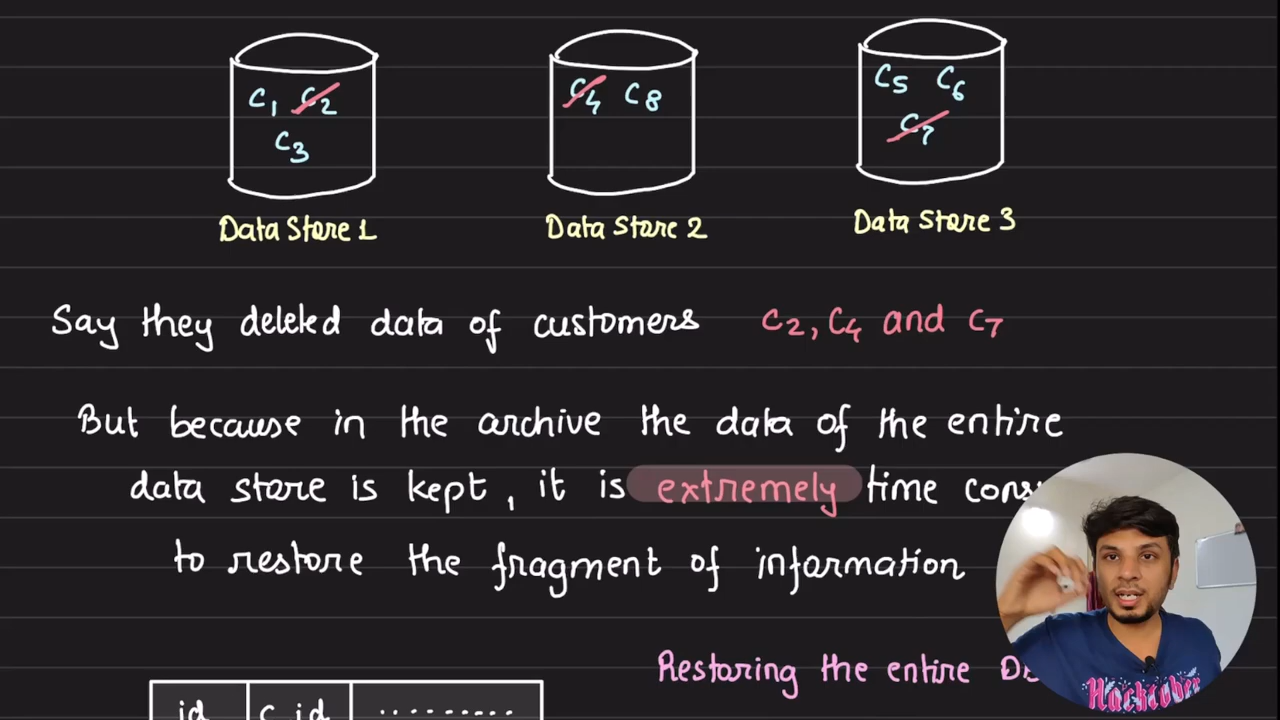 C1 C2
C3
C4 C8
C5 C6
C7
Data Store 1
Data Store 2
Data Store 3
Say they deleted data of customers C2, C4 and C7
But because in the archive the data of the entire
data store is kept, it is extremely time
to restore the fragment of information
Restoring the entire
id c_id .........